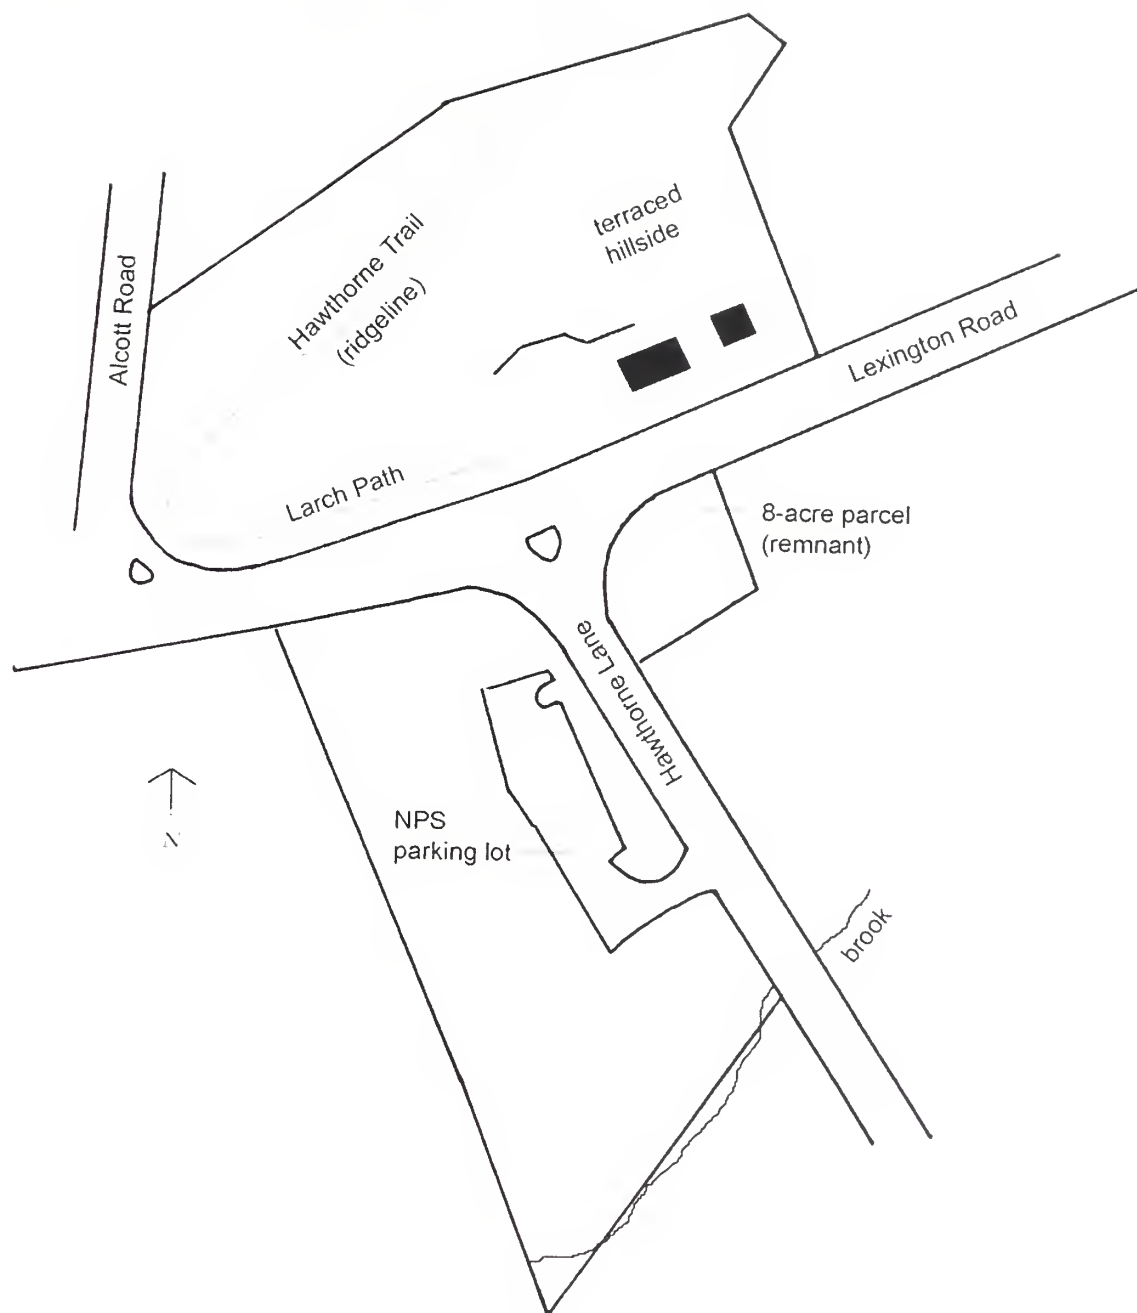 terraced
hillside
Hawthorne Trail
(ridgeline)
Alcott Road
Lexington Road
Larch Path
8-acre parcel
(remnant)
Hawthorne Lane
N
NPS
parking lot
brook